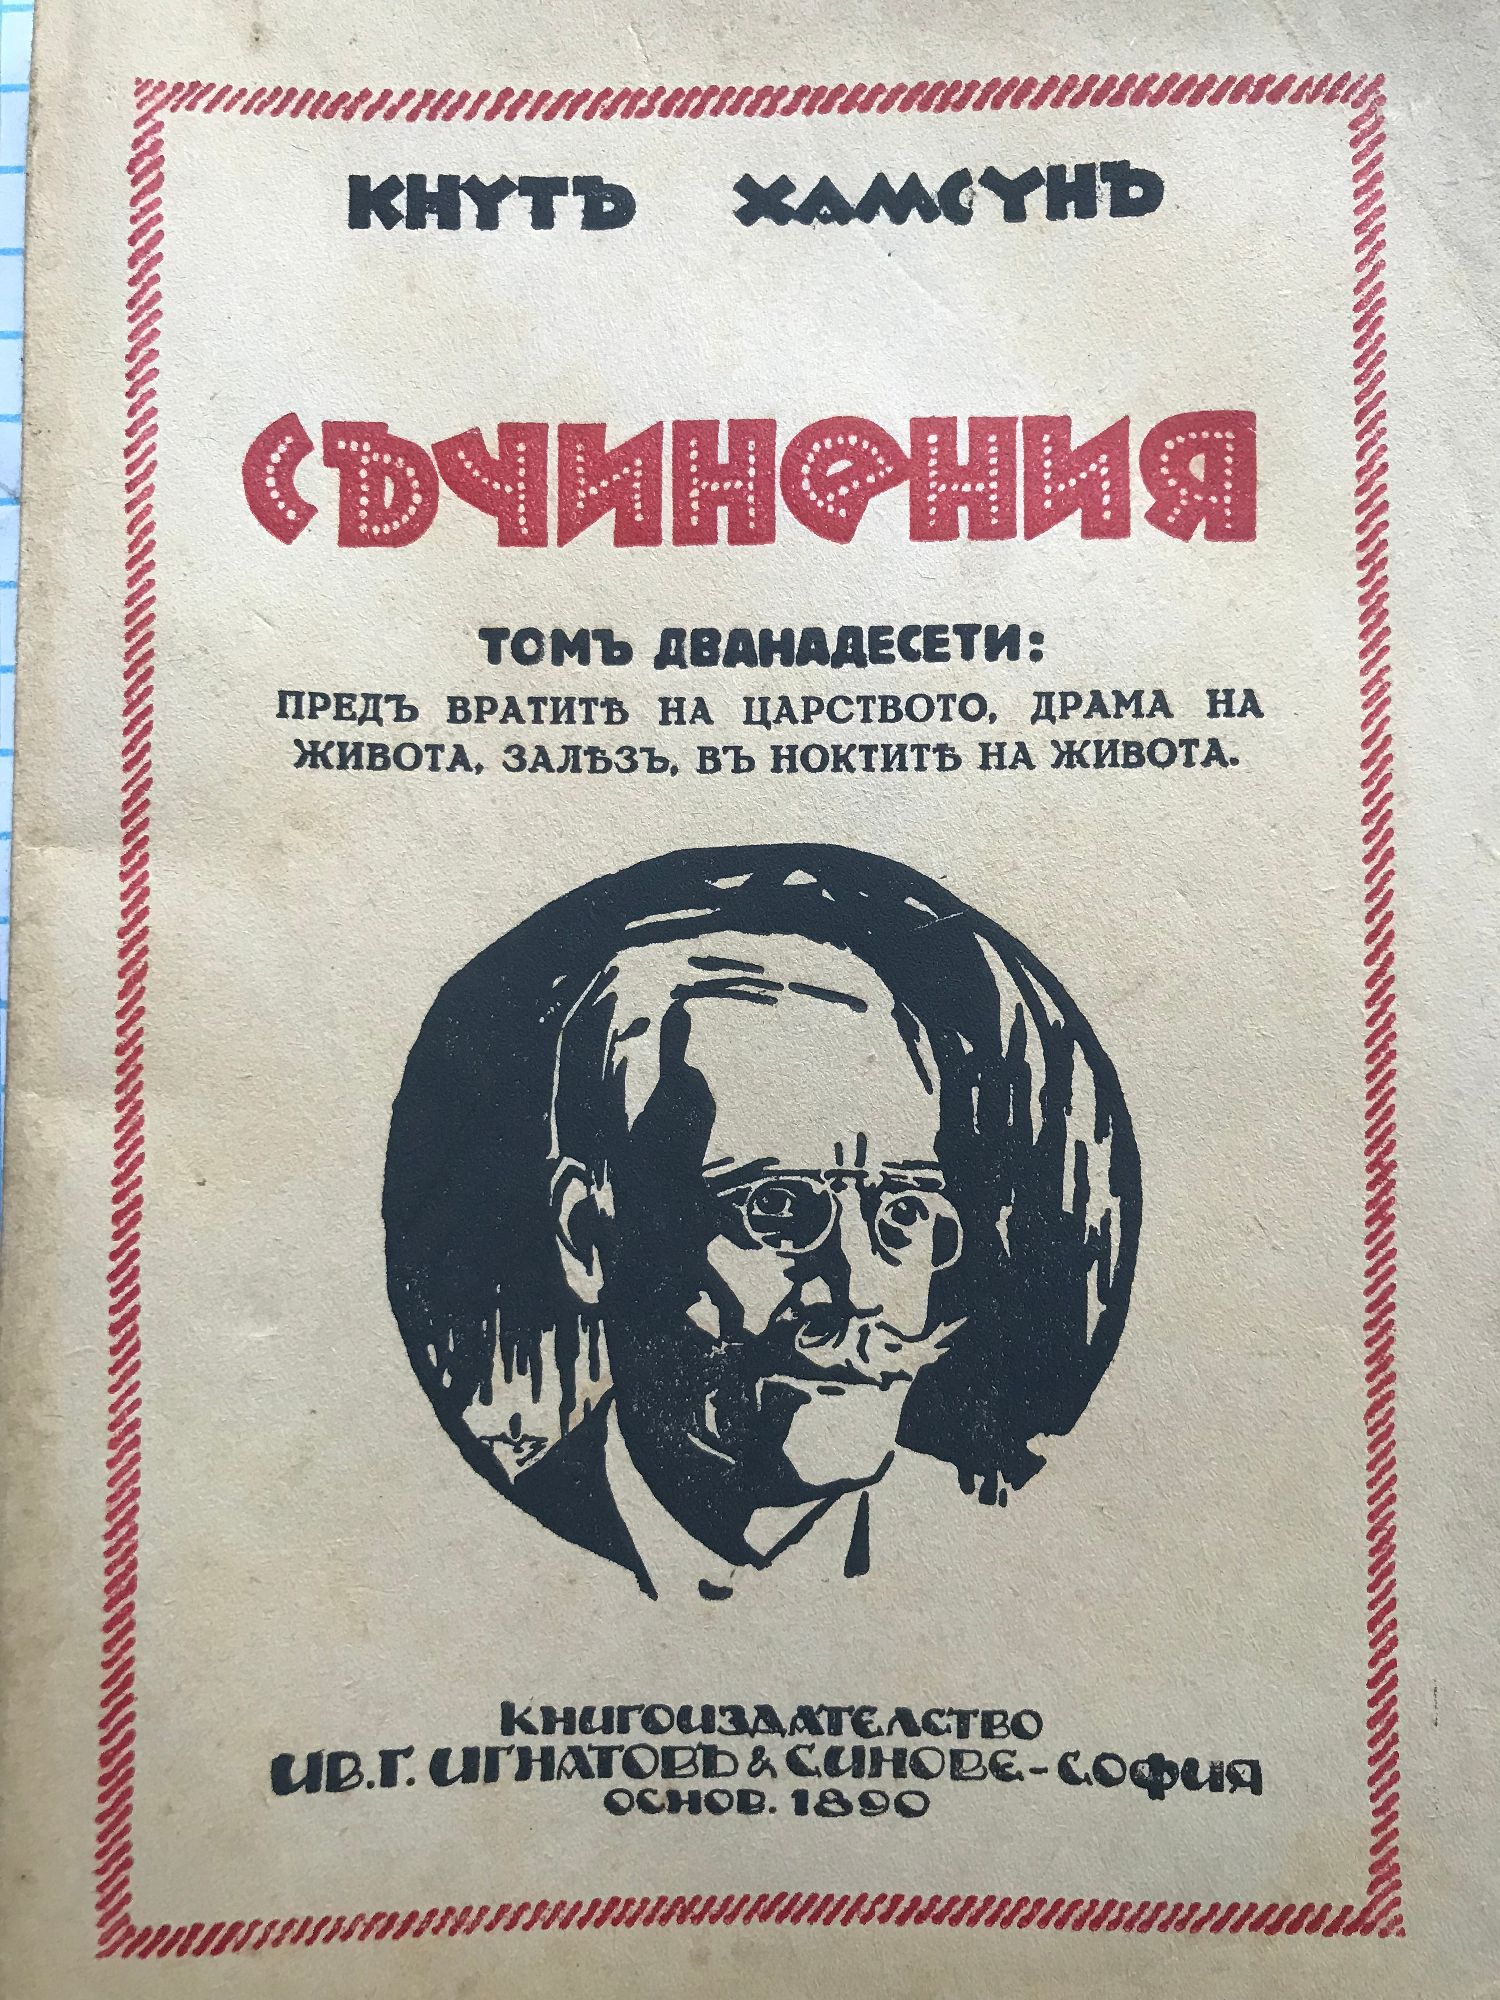 КНУТЪ ХАМСУНЪ
СЪЧИНЕНИЯ
ТОМЪ ДВАНАДЕСЕТИ:
ПРЕДЪ ВРАТИТѢ НА ЦАРСТВОТО, ДРАМА НА
ЖИВОТА, ЗАЛѢЗЪ, ВЪ НОКТИТѢ НА ЖИВОТА.
КНИГОИЗДАТЕЛСТВО
ИВ. Г. ИГНАТОВЪ & СИНОВЕ - СОФИЯ
ОСНОВ. 1890